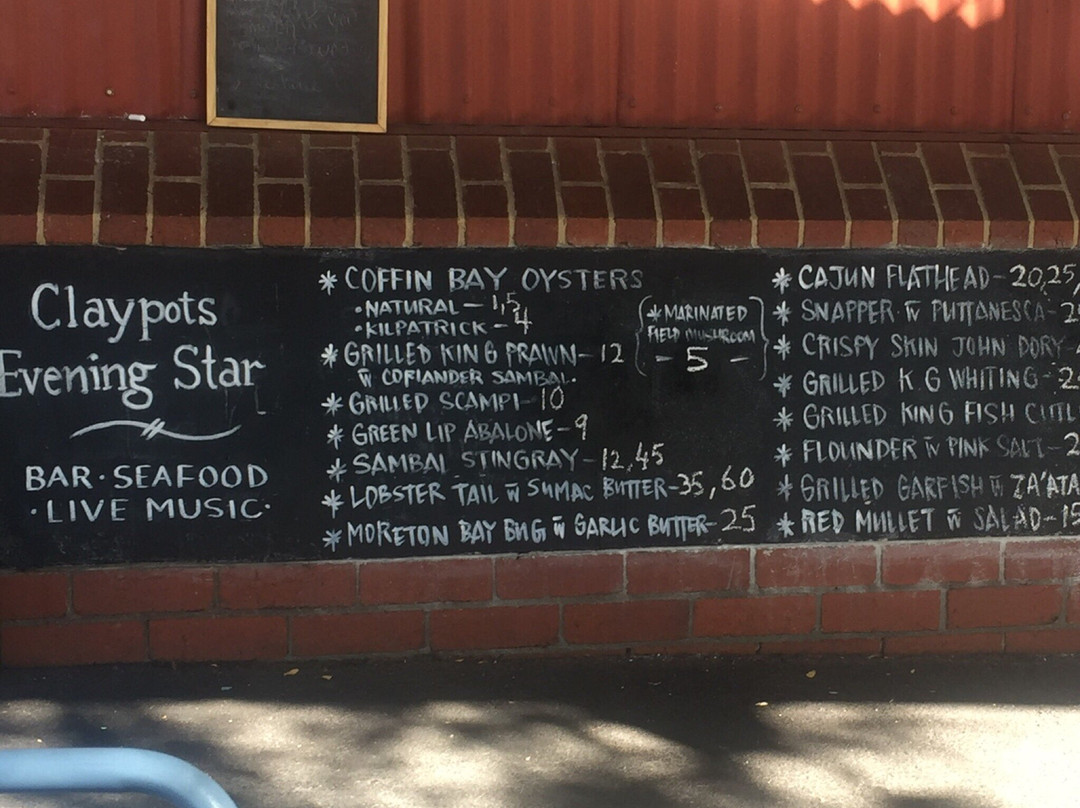 Claypots
Evening Star
BAR·SEAFOOD
·LIVE MUSIC·
* COFFIN BAY OYSTERS
·NATURAL—
·KILPATRICK—4
* GRILLED KING PRAWN—12
w̄ CORIANDER SAMBAL.
* GRILLED SCAMPI—10
* GREEN LIP ABALONE—9
* SAMBAL STINGRAY—12,45
* LOBSTER TAIL w̄ SUMAC BUTTER—35,60
* MORETON BAY BUG w̄ GARLIC BUTTER—25
* MARINATED
FIELD MUSHROOM
— 5 —
* CAJUN FLATHEAD—20,25
* SNAPPER w̄ PUTTANESCA—
* CRISPY SKIN JOHN DORY
* GRILLED K.G WHITING—
* GRILLED KING FISH
* FLOUNDER w̄ PINK SALT—
* GRILLED GARFISH w̄ ZA'ATA
* RED MULLET w̄ SALAD—15